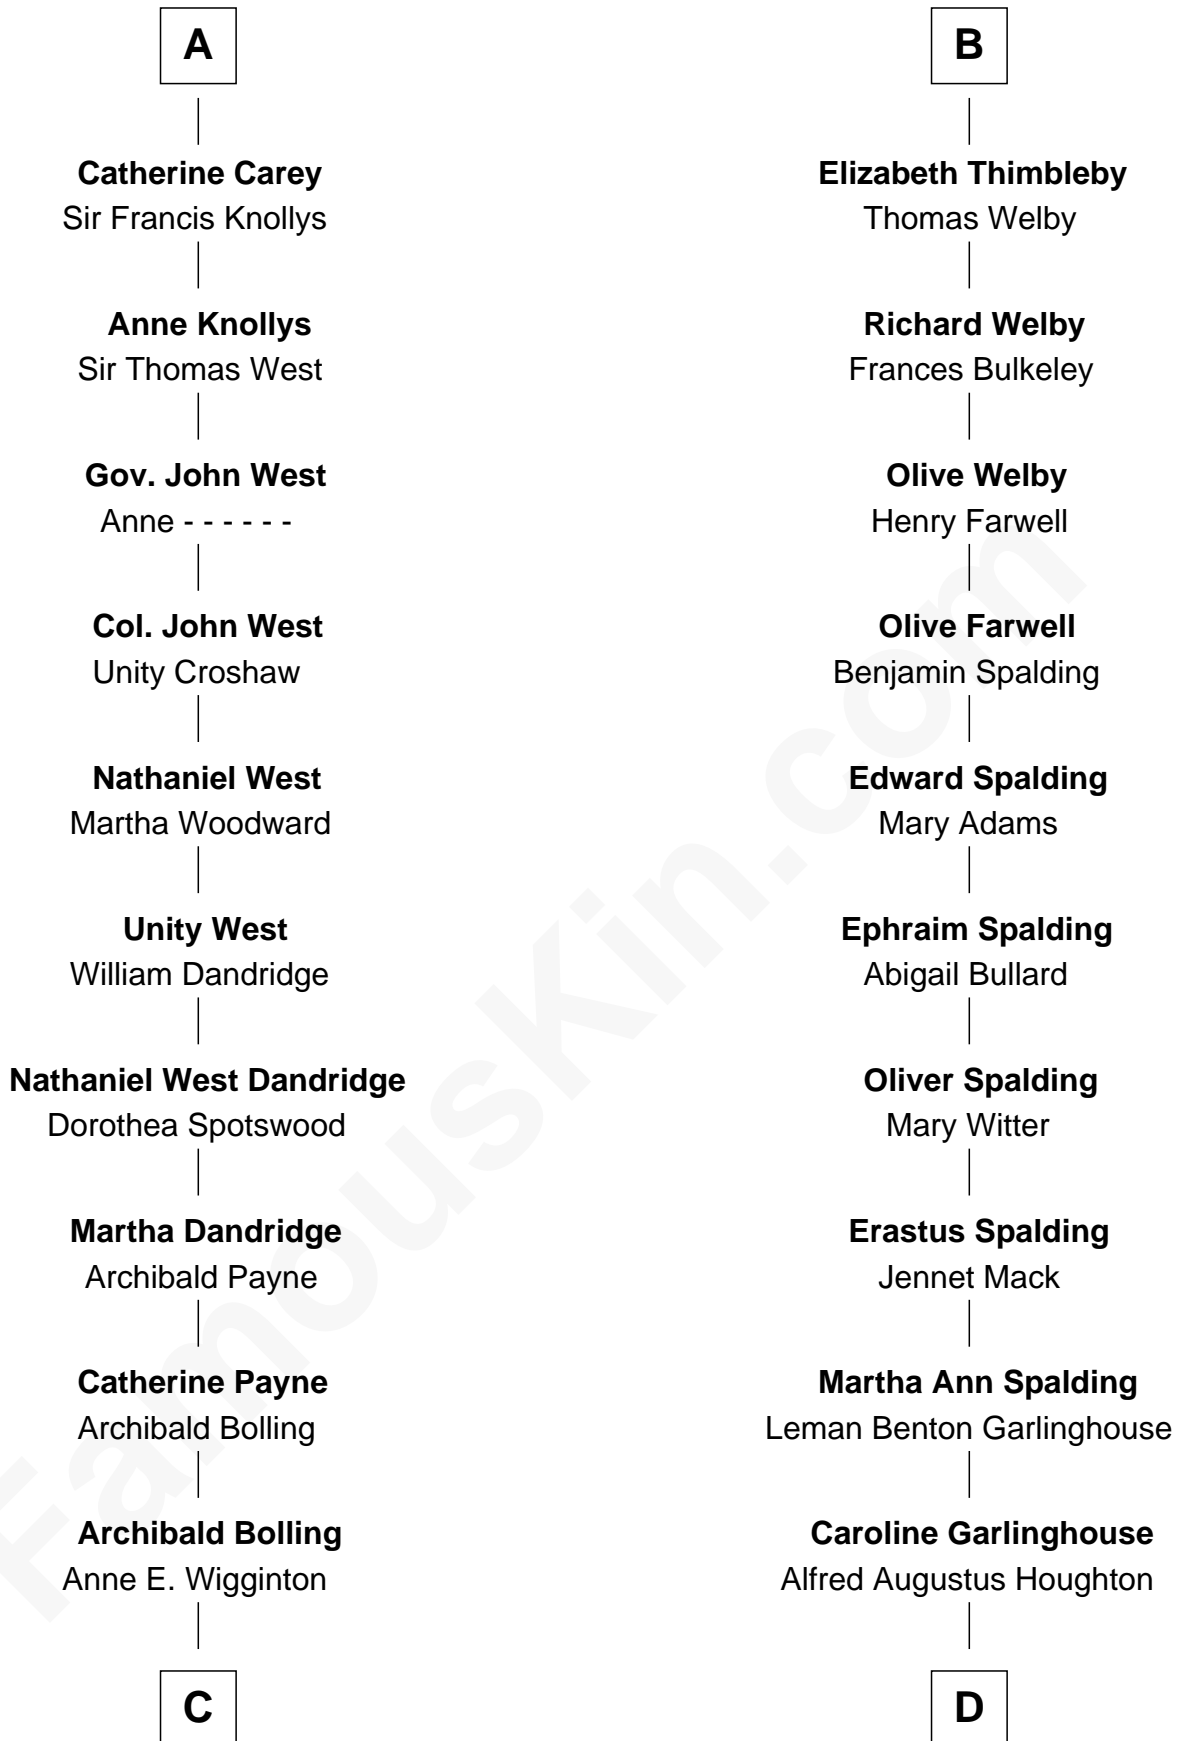 A
Catherine Carey
Sir Francis Knollys
Anne Knollys
Sir Thomas West
Gov. John West
Anne - - - - - -
Col. John West
Unity Croshaw
Nathaniel West
Martha Woodward
Unity West
William Dandridge
Nathaniel West Dandridge
Dorothea Spotswood
Martha Dandridge
Archibald Payne
Catherine Payne
Archibald Bolling
Archibald Bolling
Anne E. Wigginton
C
B
Elizabeth Thimbleby
Thomas Welby
Richard Welby
Frances Bulkeley
Olive Welby
Henry Farwell
Olive Farwell
Benjamin Spalding
Edward Spalding
Mary Adams
Ephraim Spalding
Abigail Bullard
Oliver Spalding
Mary Witter
Erastus Spalding
Jennet Mack
Martha Ann Spalding
Leman Benton Garlinghouse
Caroline Garlinghouse
Alfred Augustus Houghton
D
FamousKin.com